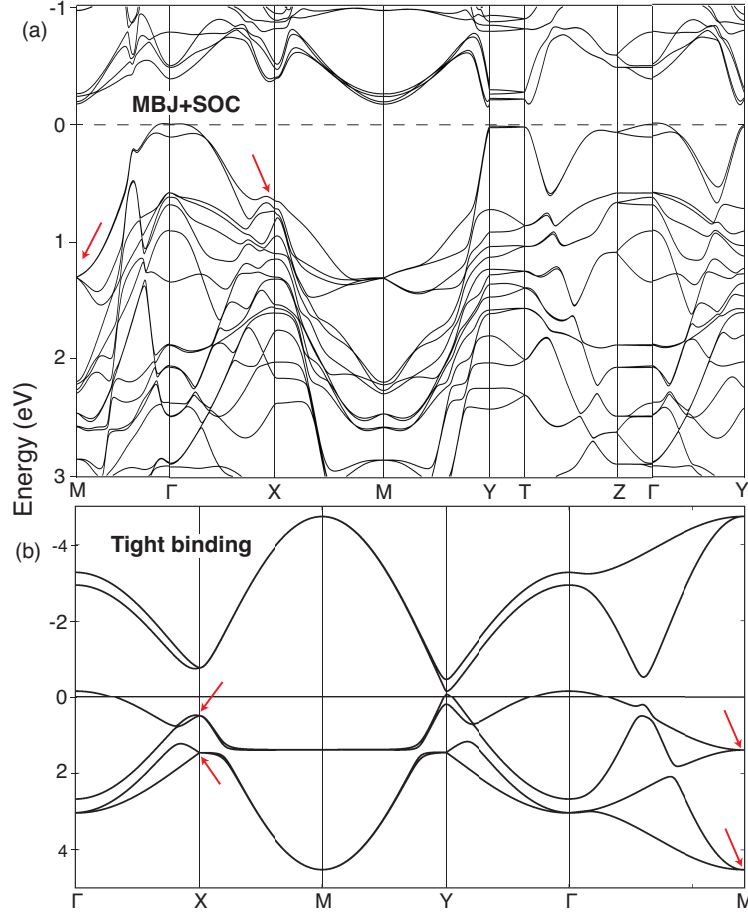 (a)
-1
0
1
2
3
MBJ+SOC
M Γ X M Y T Z Γ Y
Energy (eV)
(b)
Tight binding
-4
-2
0
2
4
Γ X M Y Γ M